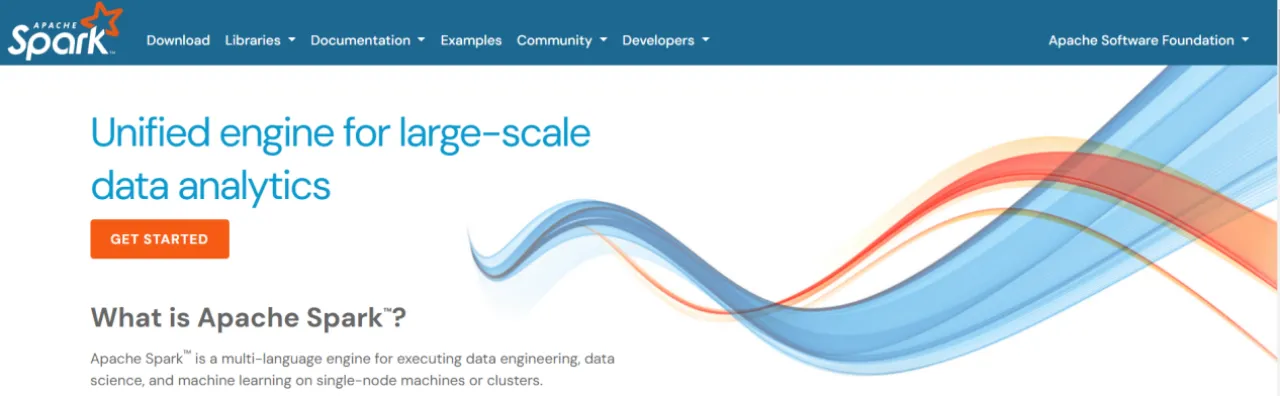 APACHE
Spark™
Download Libraries Documentation Examples Community Developers Apache Software Foundation
Unified engine for large-scale
data analytics
GET STARTED
What is Apache Spark™?
Apache Spark™ is a multi-language engine for executing data engineering, data
science, and machine learning on single-node machines or clusters.